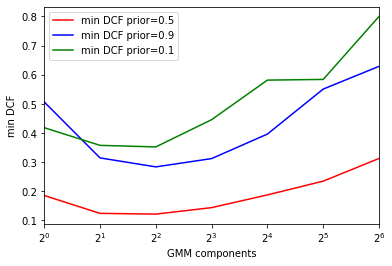 min DCF prior=0.5
min DCF prior=0.9
min DCF prior=0.1
0.8
0.7
0.6
0.5
0.4
0.3
0.2
0.1
min DCF
2⁰ 2¹ 2² 2³ 2⁴ 2⁵ 2⁶
GMM components